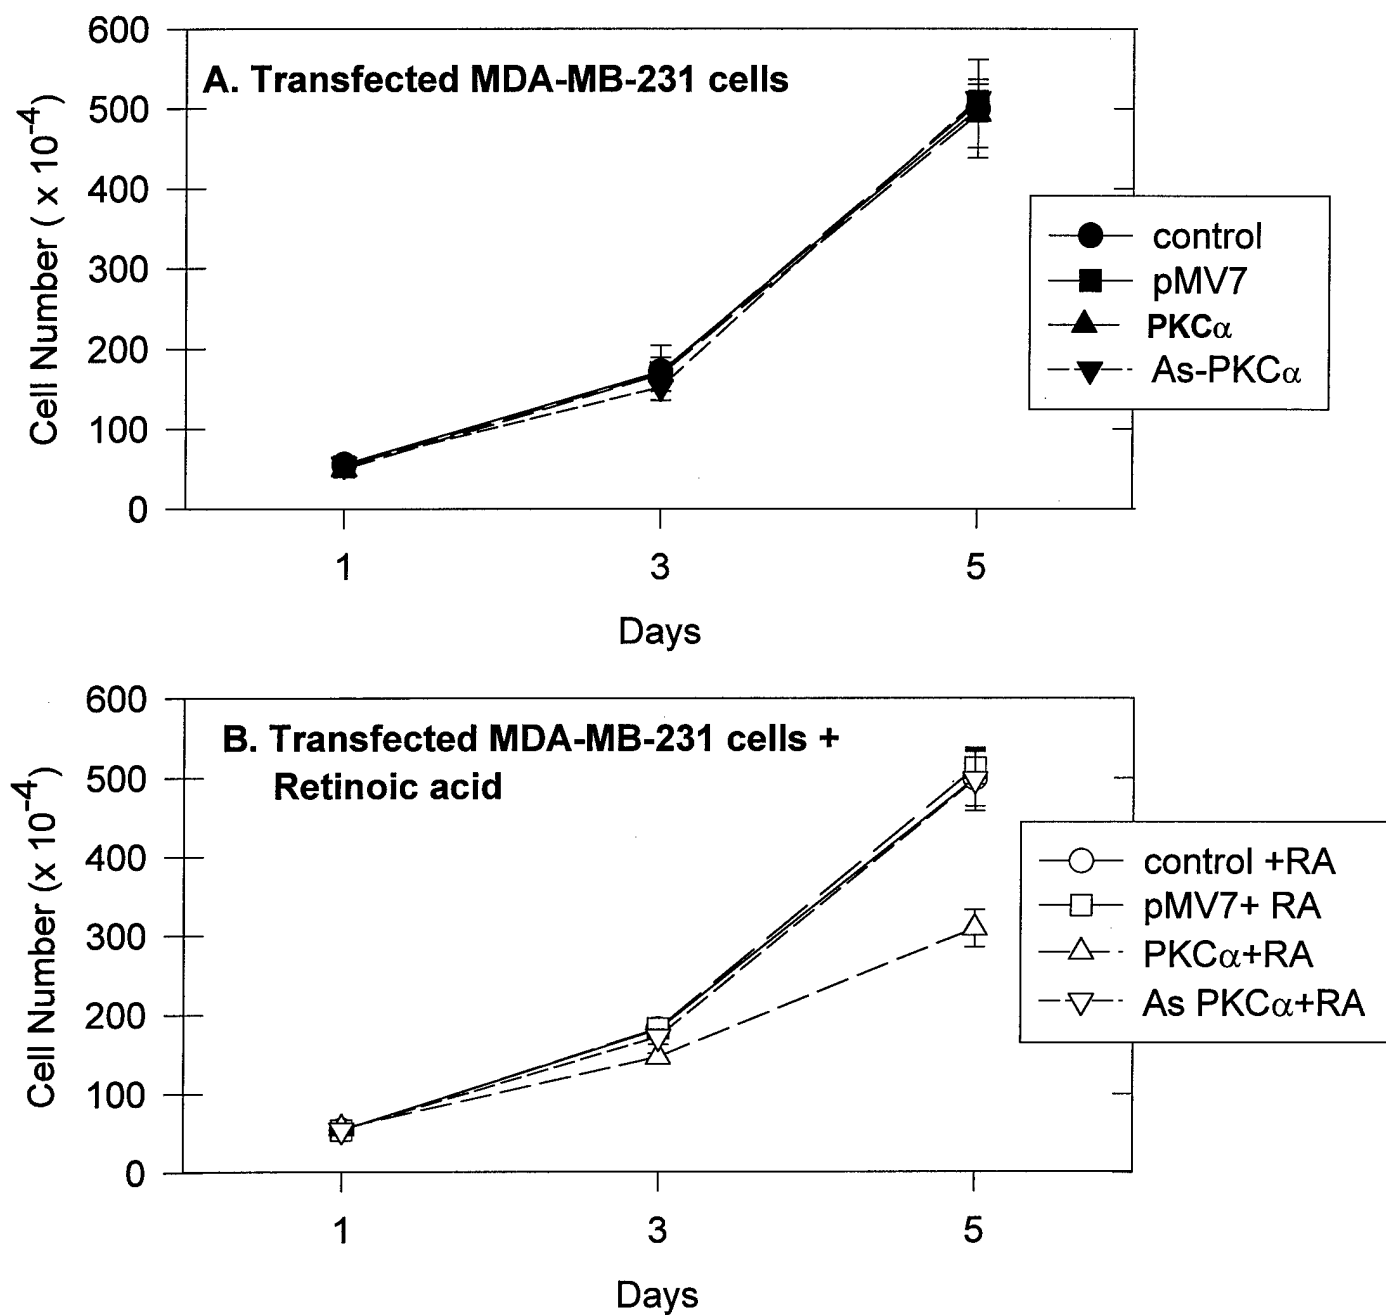 A. Transfected MDA-MB-231 cells
Cell Number ( x 10⁻⁴)
600
500
400
300
200
100
0
1 3 5
Days
control
pMV7
PKCα
As-PKCα
B. Transfected MDA-MB-231 cells +
Retinoic acid
Cell Number (x 10⁻⁴)
600
500
400
300
200
100
0
1 3 5
Days
control +RA
pMV7+ RA
PKCα+RA
As PKCα+RA